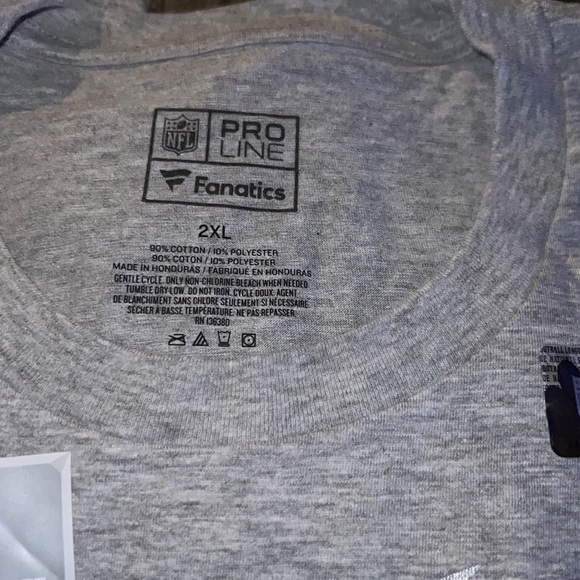 NFL
PRO
LINE
Fanatics
2XL
90% COTTON / 10% POLYESTER
90% COTON / 10% POLYESTER
MADE IN HONDURAS / FABRIQUÉ EN HONDURAS
GENTLE CYCLE. ONLY NON-CHLORINE BLEACH WHEN NEEDED
TUMBLE DRY LOW. DO NOT IRON. CYCLE DOUX. AGENT
DE BLANCHIMENT SANS CHLORE SEULEMENT SI NÉCESSAIRE
SÉCHER À BASSE TEMPÉRATURE. NE PAS REPASSER.
RN 136380